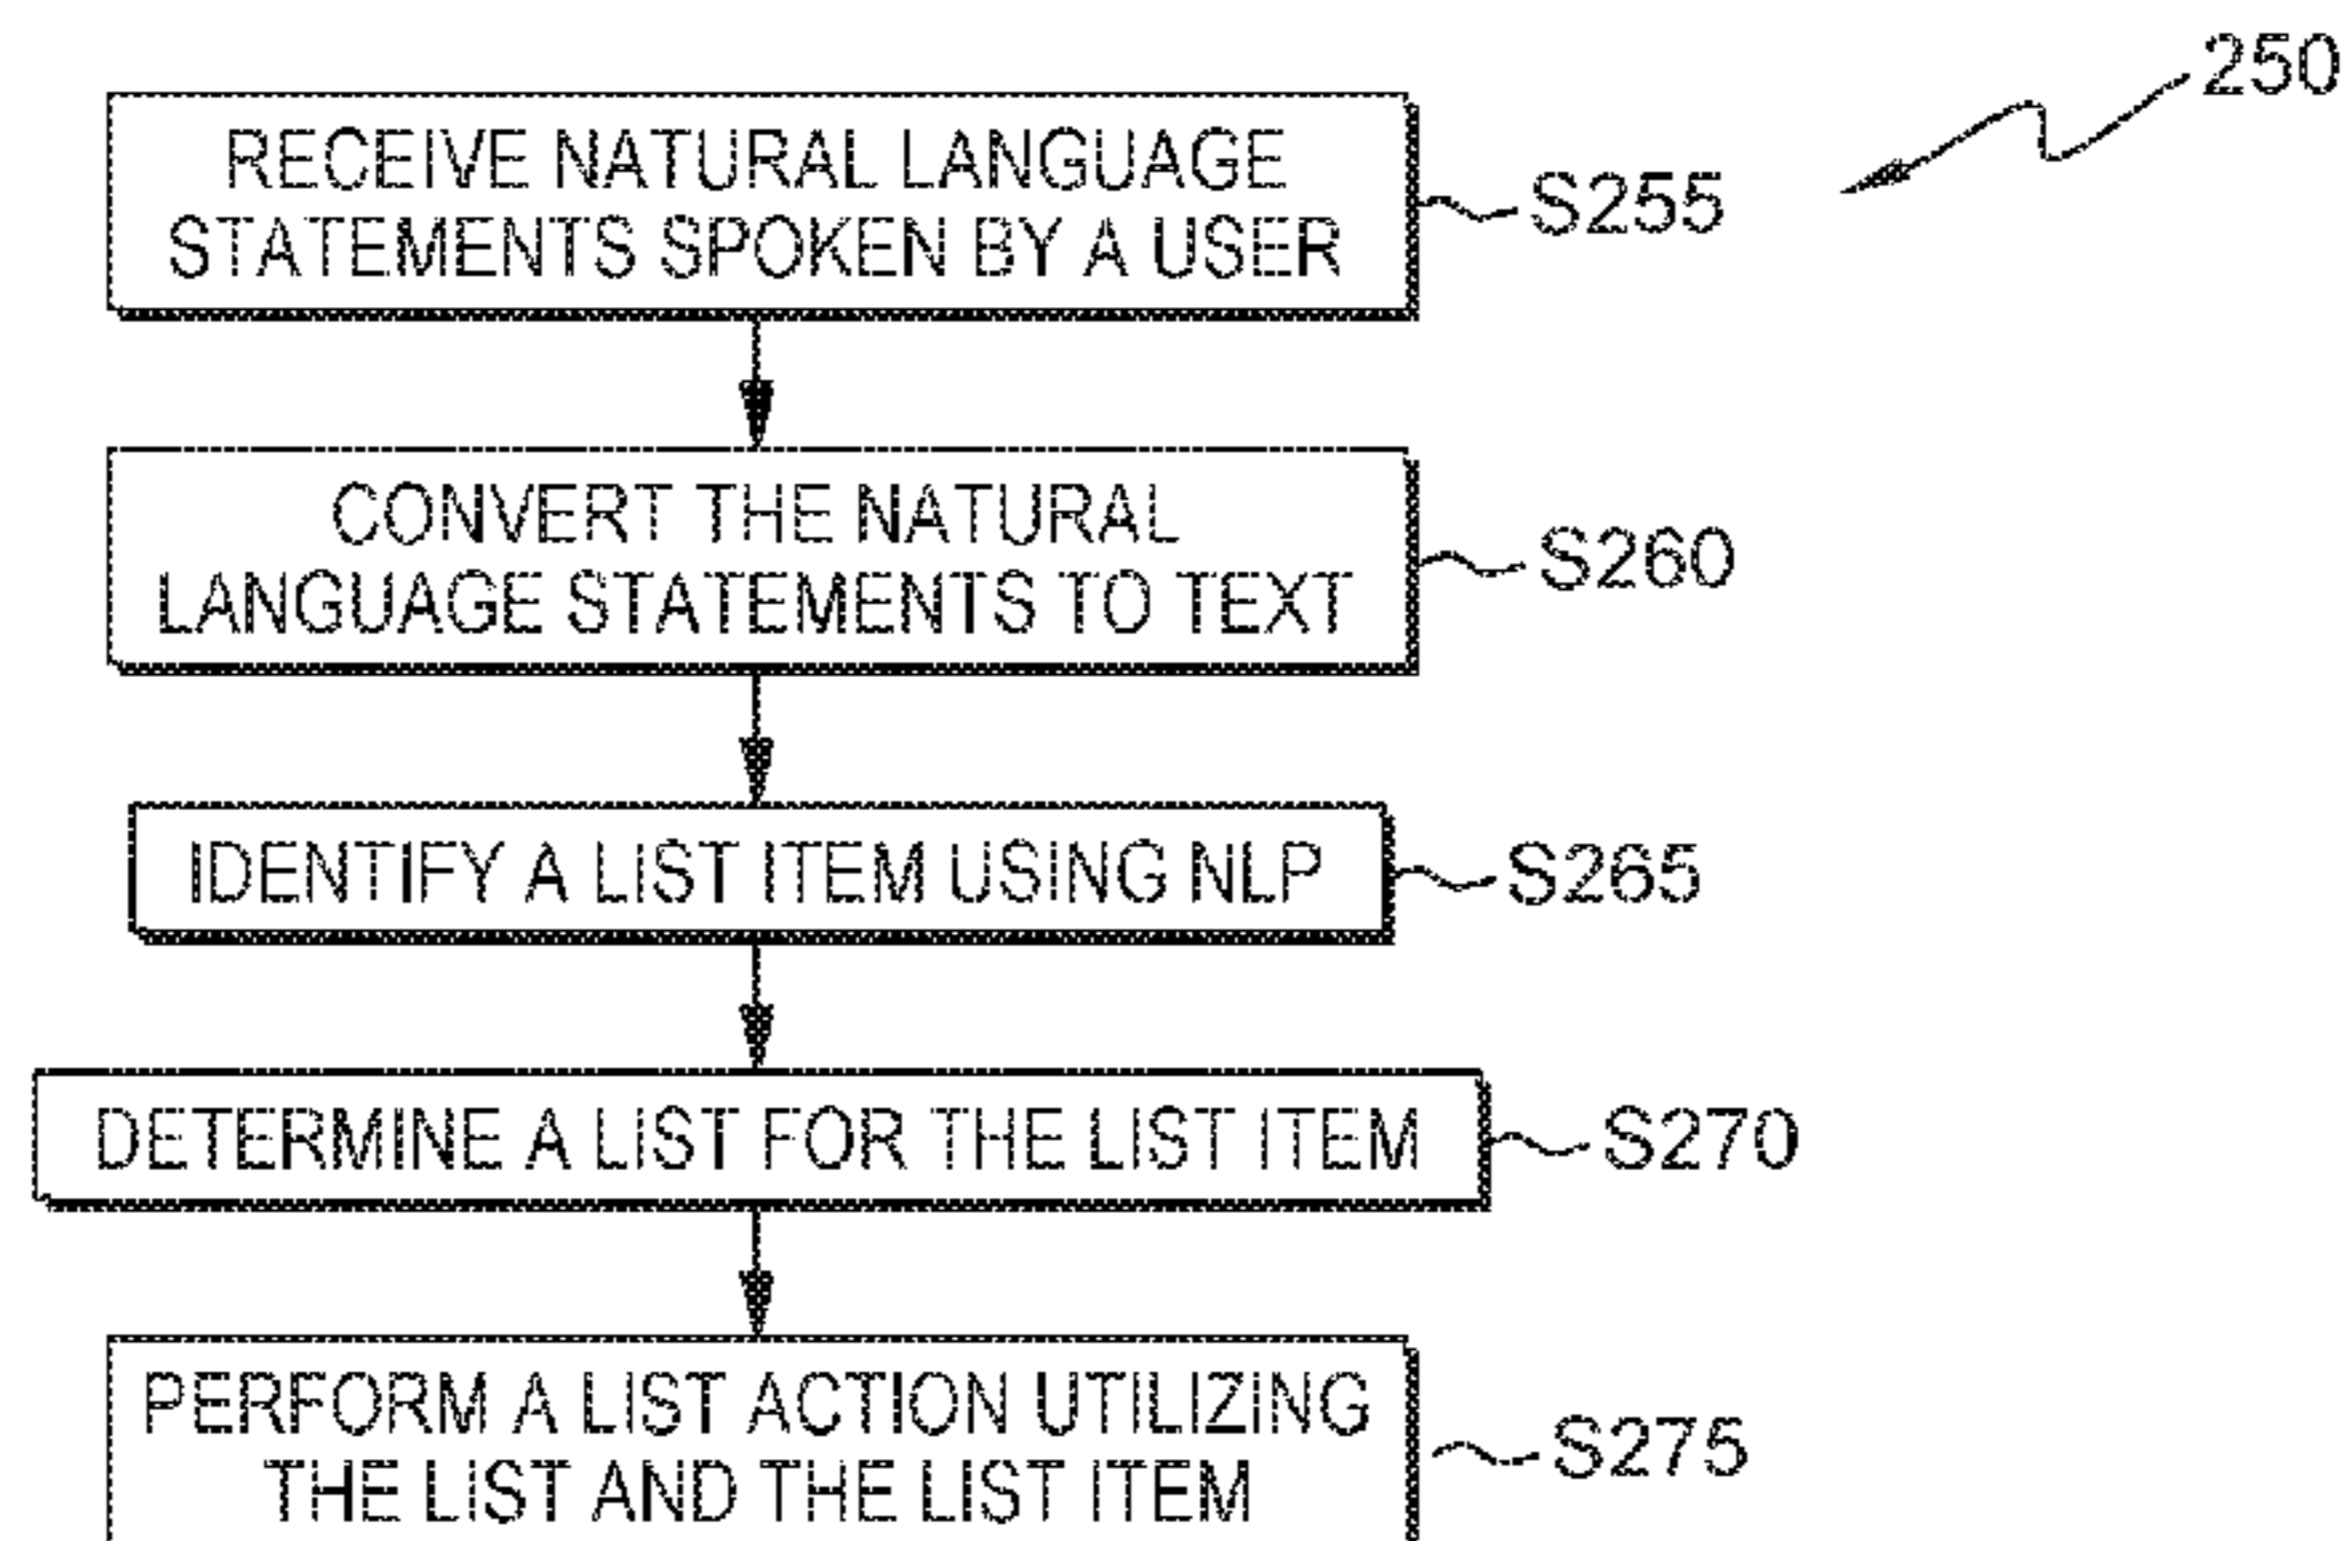 250
RECEIVE NATURAL LANGUAGE
STATEMENTS SPOKEN BY A USER
S255
CONVERT THE NATURAL
LANGUAGE STATEMENTS TO TEXT
S260
IDENTIFY A LIST ITEM USING NLP
S265
DETERMINE A LIST FOR THE LIST ITEM
S270
PERFORM A LIST ACTION UTILIZING
THE LIST AND THE LIST ITEM
S275